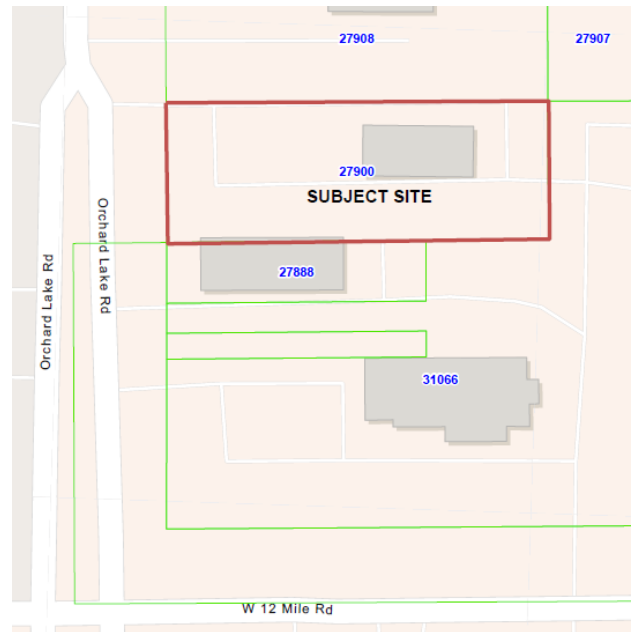 27908
27907
27900
SUBJECT SITE
Orchard Lake Rd
Orchard Lake Rd
27888
31066
W 12 Mile Rd